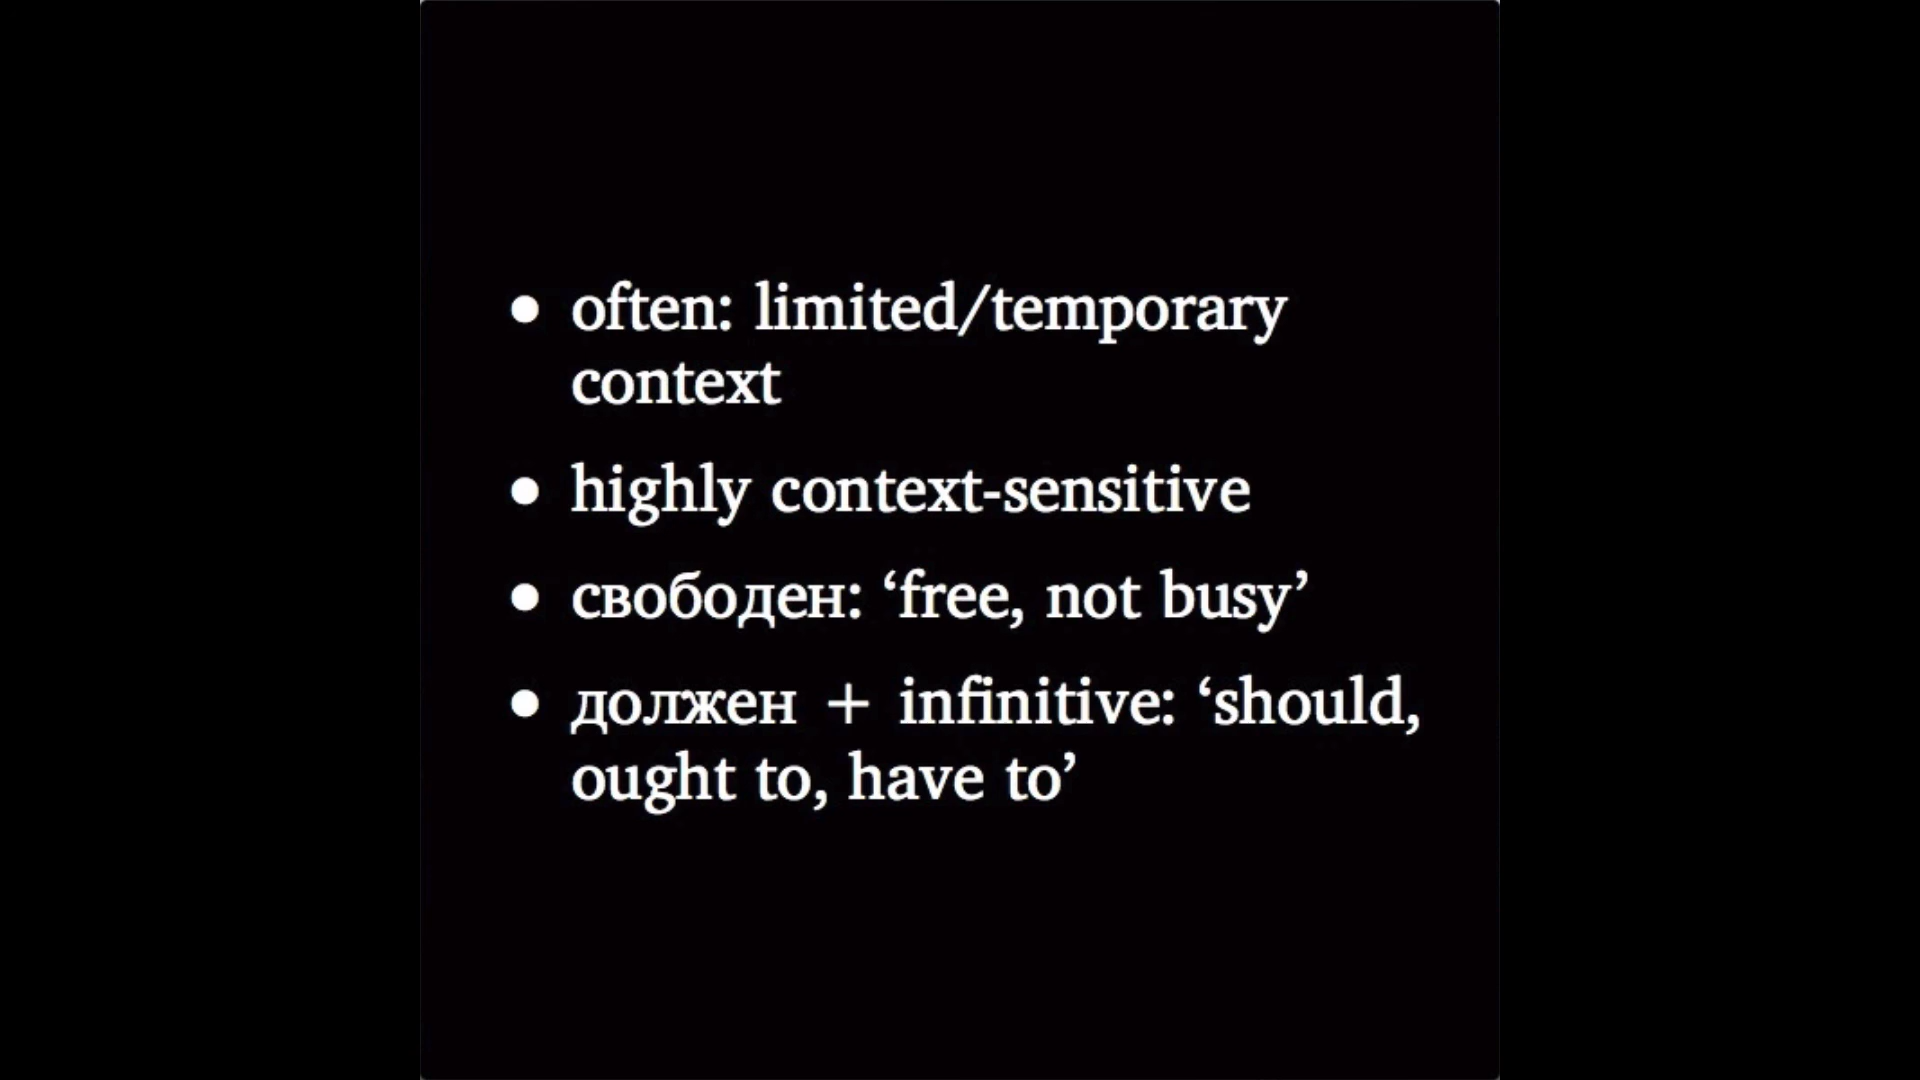 • often: limited/temporary
context
• highly context-sensitive
• свободен: ‘free, not busy’
• должен + infinitive: ‘should,
ought to, have to’